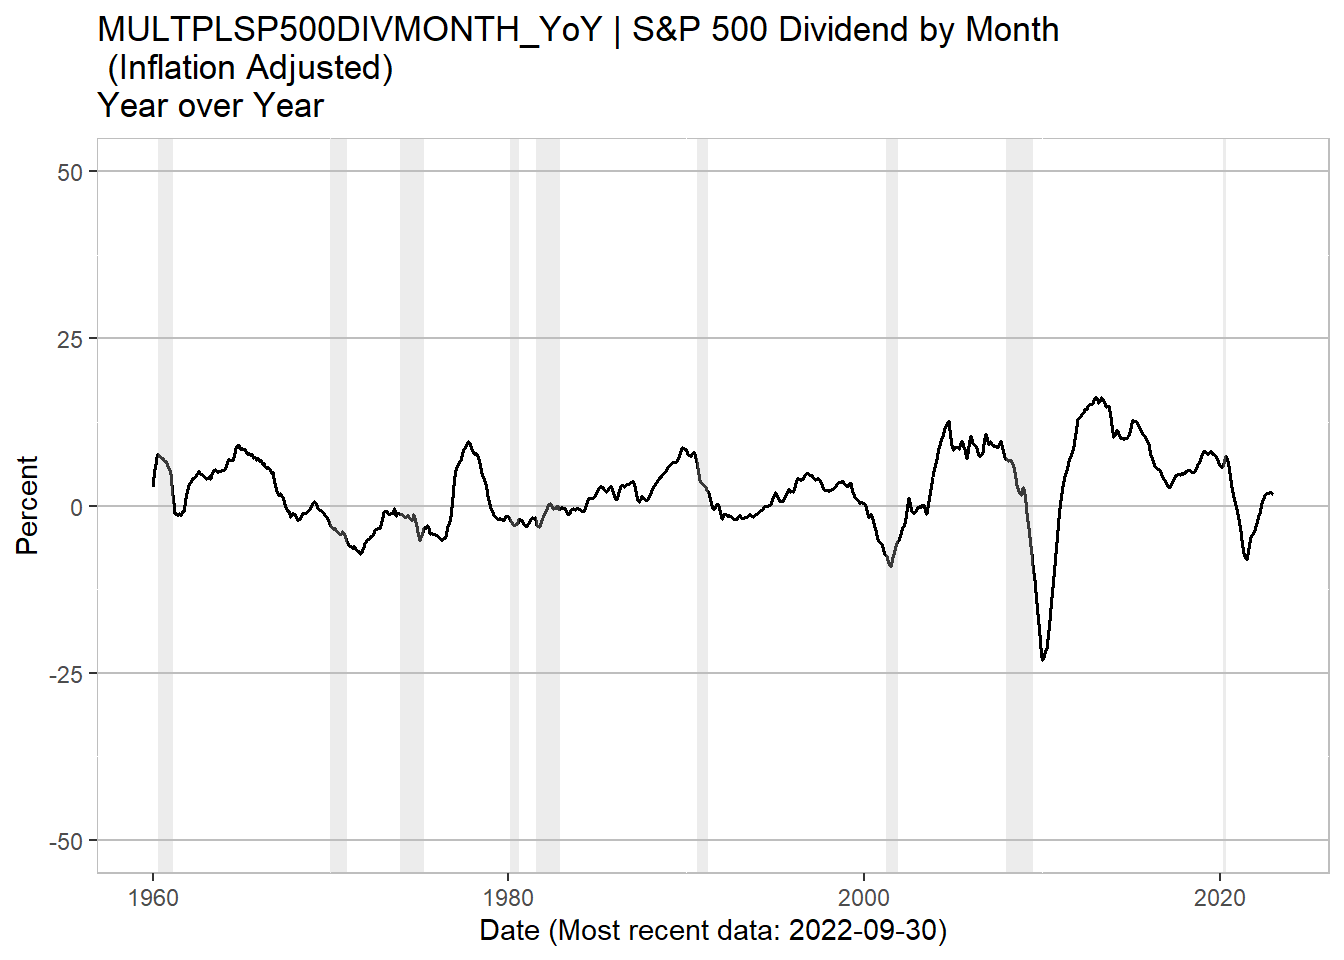 MULTPLSP500DIVMONTH_YoY | S&P 500 Dividend by Month
(Inflation Adjusted)
Year over Year
50
25
0
-25
-50
Percent
1960
1980
2000
2020
Date (Most recent data: 2022-09-30)